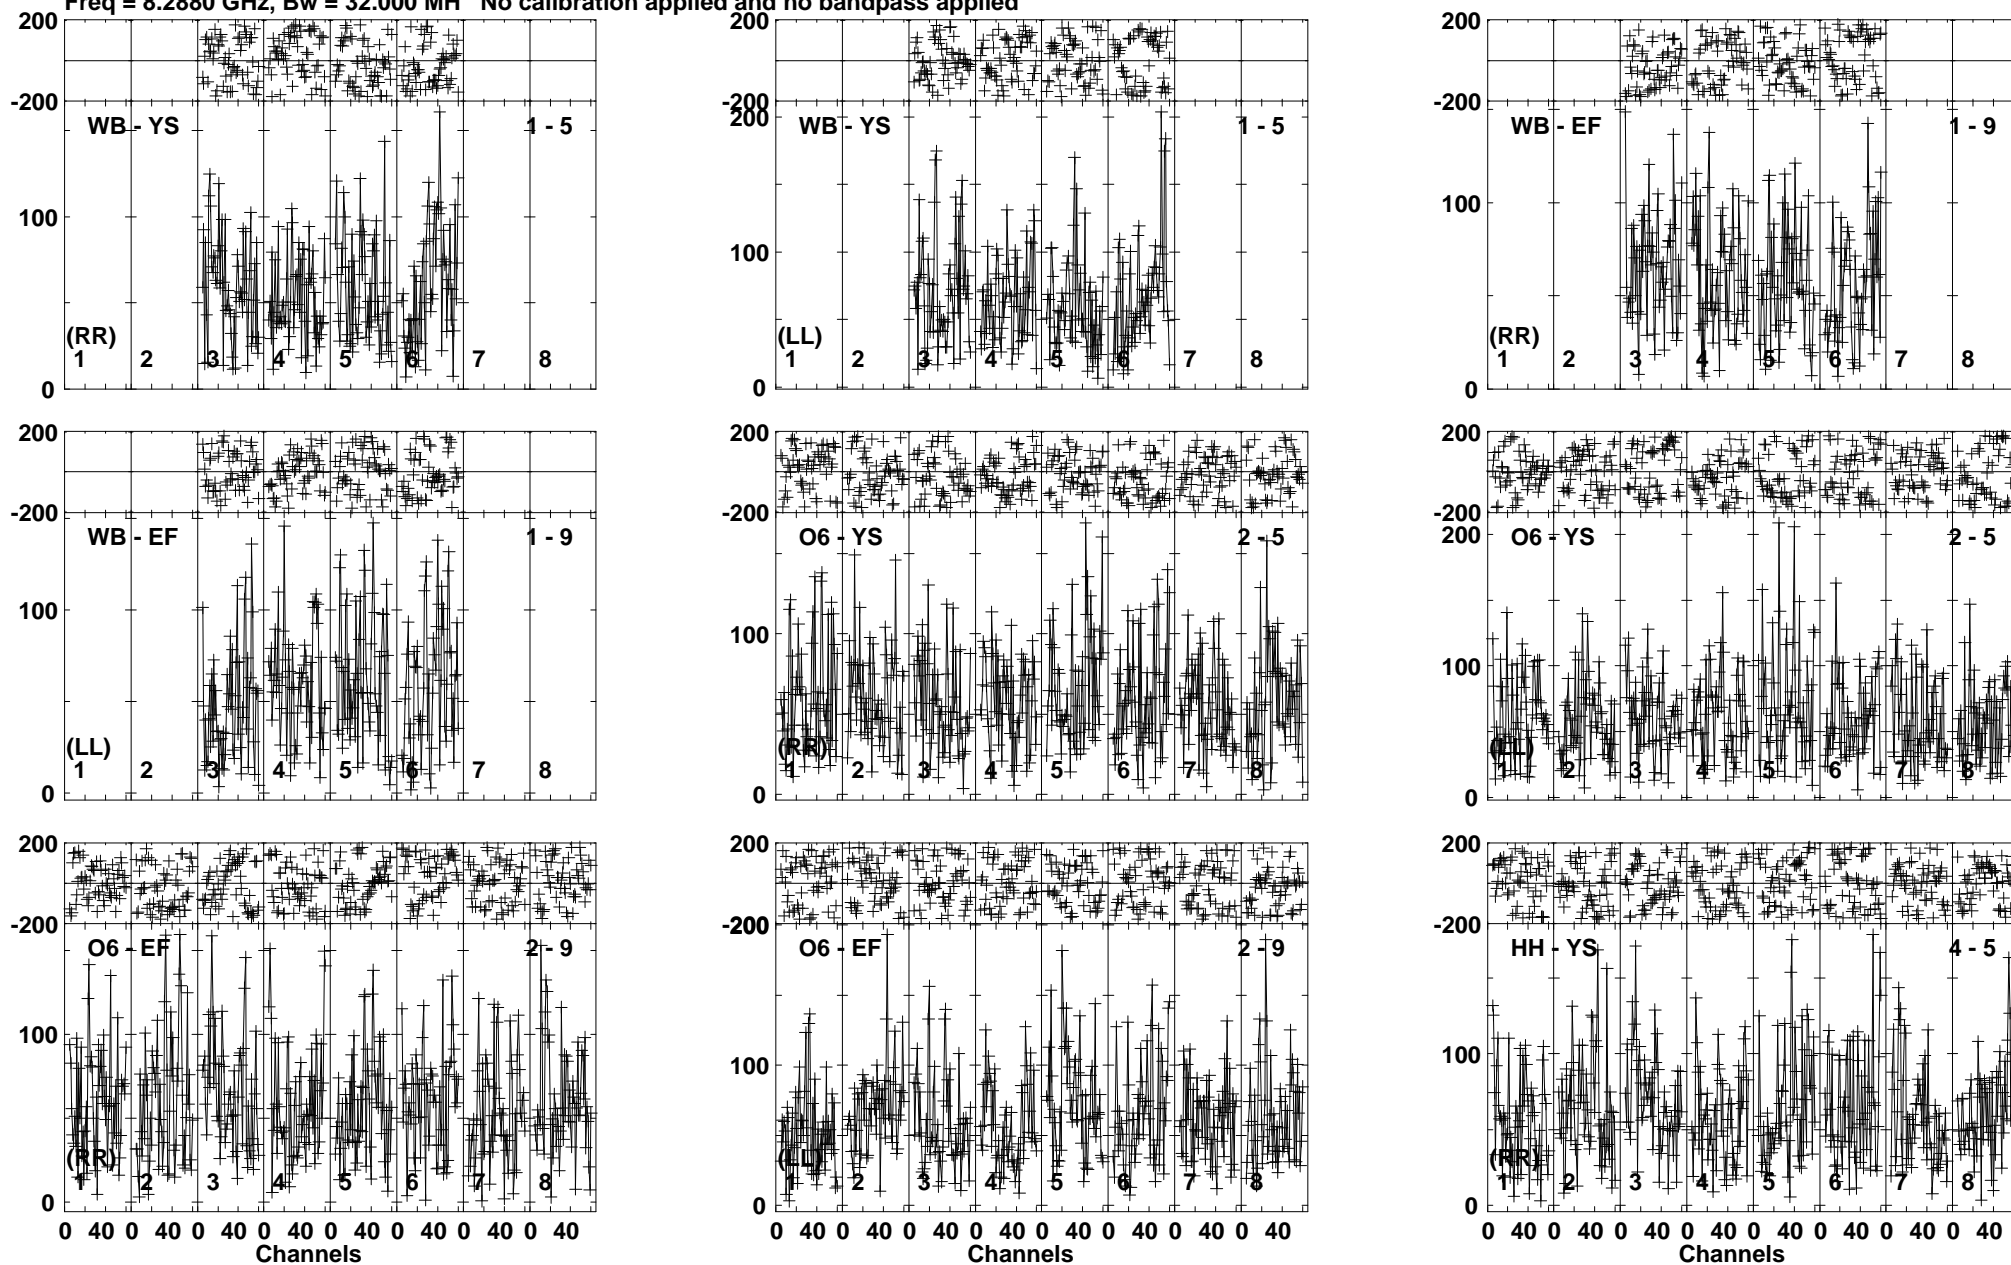 Freq = 8.2880 GHz, Bw = 32.000 MH   No calibration applied and no bandpass applied
200 200 200
-200 -200 -200
WB - YS 1 - 5 200 WB - YS 1 - 5 WB - EF 1 - 9
100 100 100
(RR) (LL) (RR)
1 2 3 4 5 6 7 8 1 2 3 4 5 6 7 8 1 2 3 4 5 6 7 8
0 0 0
200 200 200
-200 -200 -200
WB - EF 1 - 9 O6 - YS 2 - 5 200 O6 - YS 2 - 5
100 100 100
(LL) (RR) (LL)
1 2 3 4 5 6 7 8 1 2 3 4 5 6 7 8 1 2 3 4 5 6 7 8
0 0 0
200 200 200
-200 -200 -200
O6 - EF 2 - 9 200 O6 - EF 2 - 9 HH - YS 4 - 5
100 100 100
(RR) (LL) (RR)
1 2 3 4 5 6 7 8 1 2 3 4 5 6 7 8 1 2 3 4 5 6 7 8
0 0 0
0 40 0 40 0 40 0 40 0 40 0 40 0 40 0 40 0 40 0 40 0 40 0 40 0 40 0 40 0 40 0 40 0 40 0 40 0 40 0 40 0 40 0 40 0 40 0 40
Channels Channels Channels